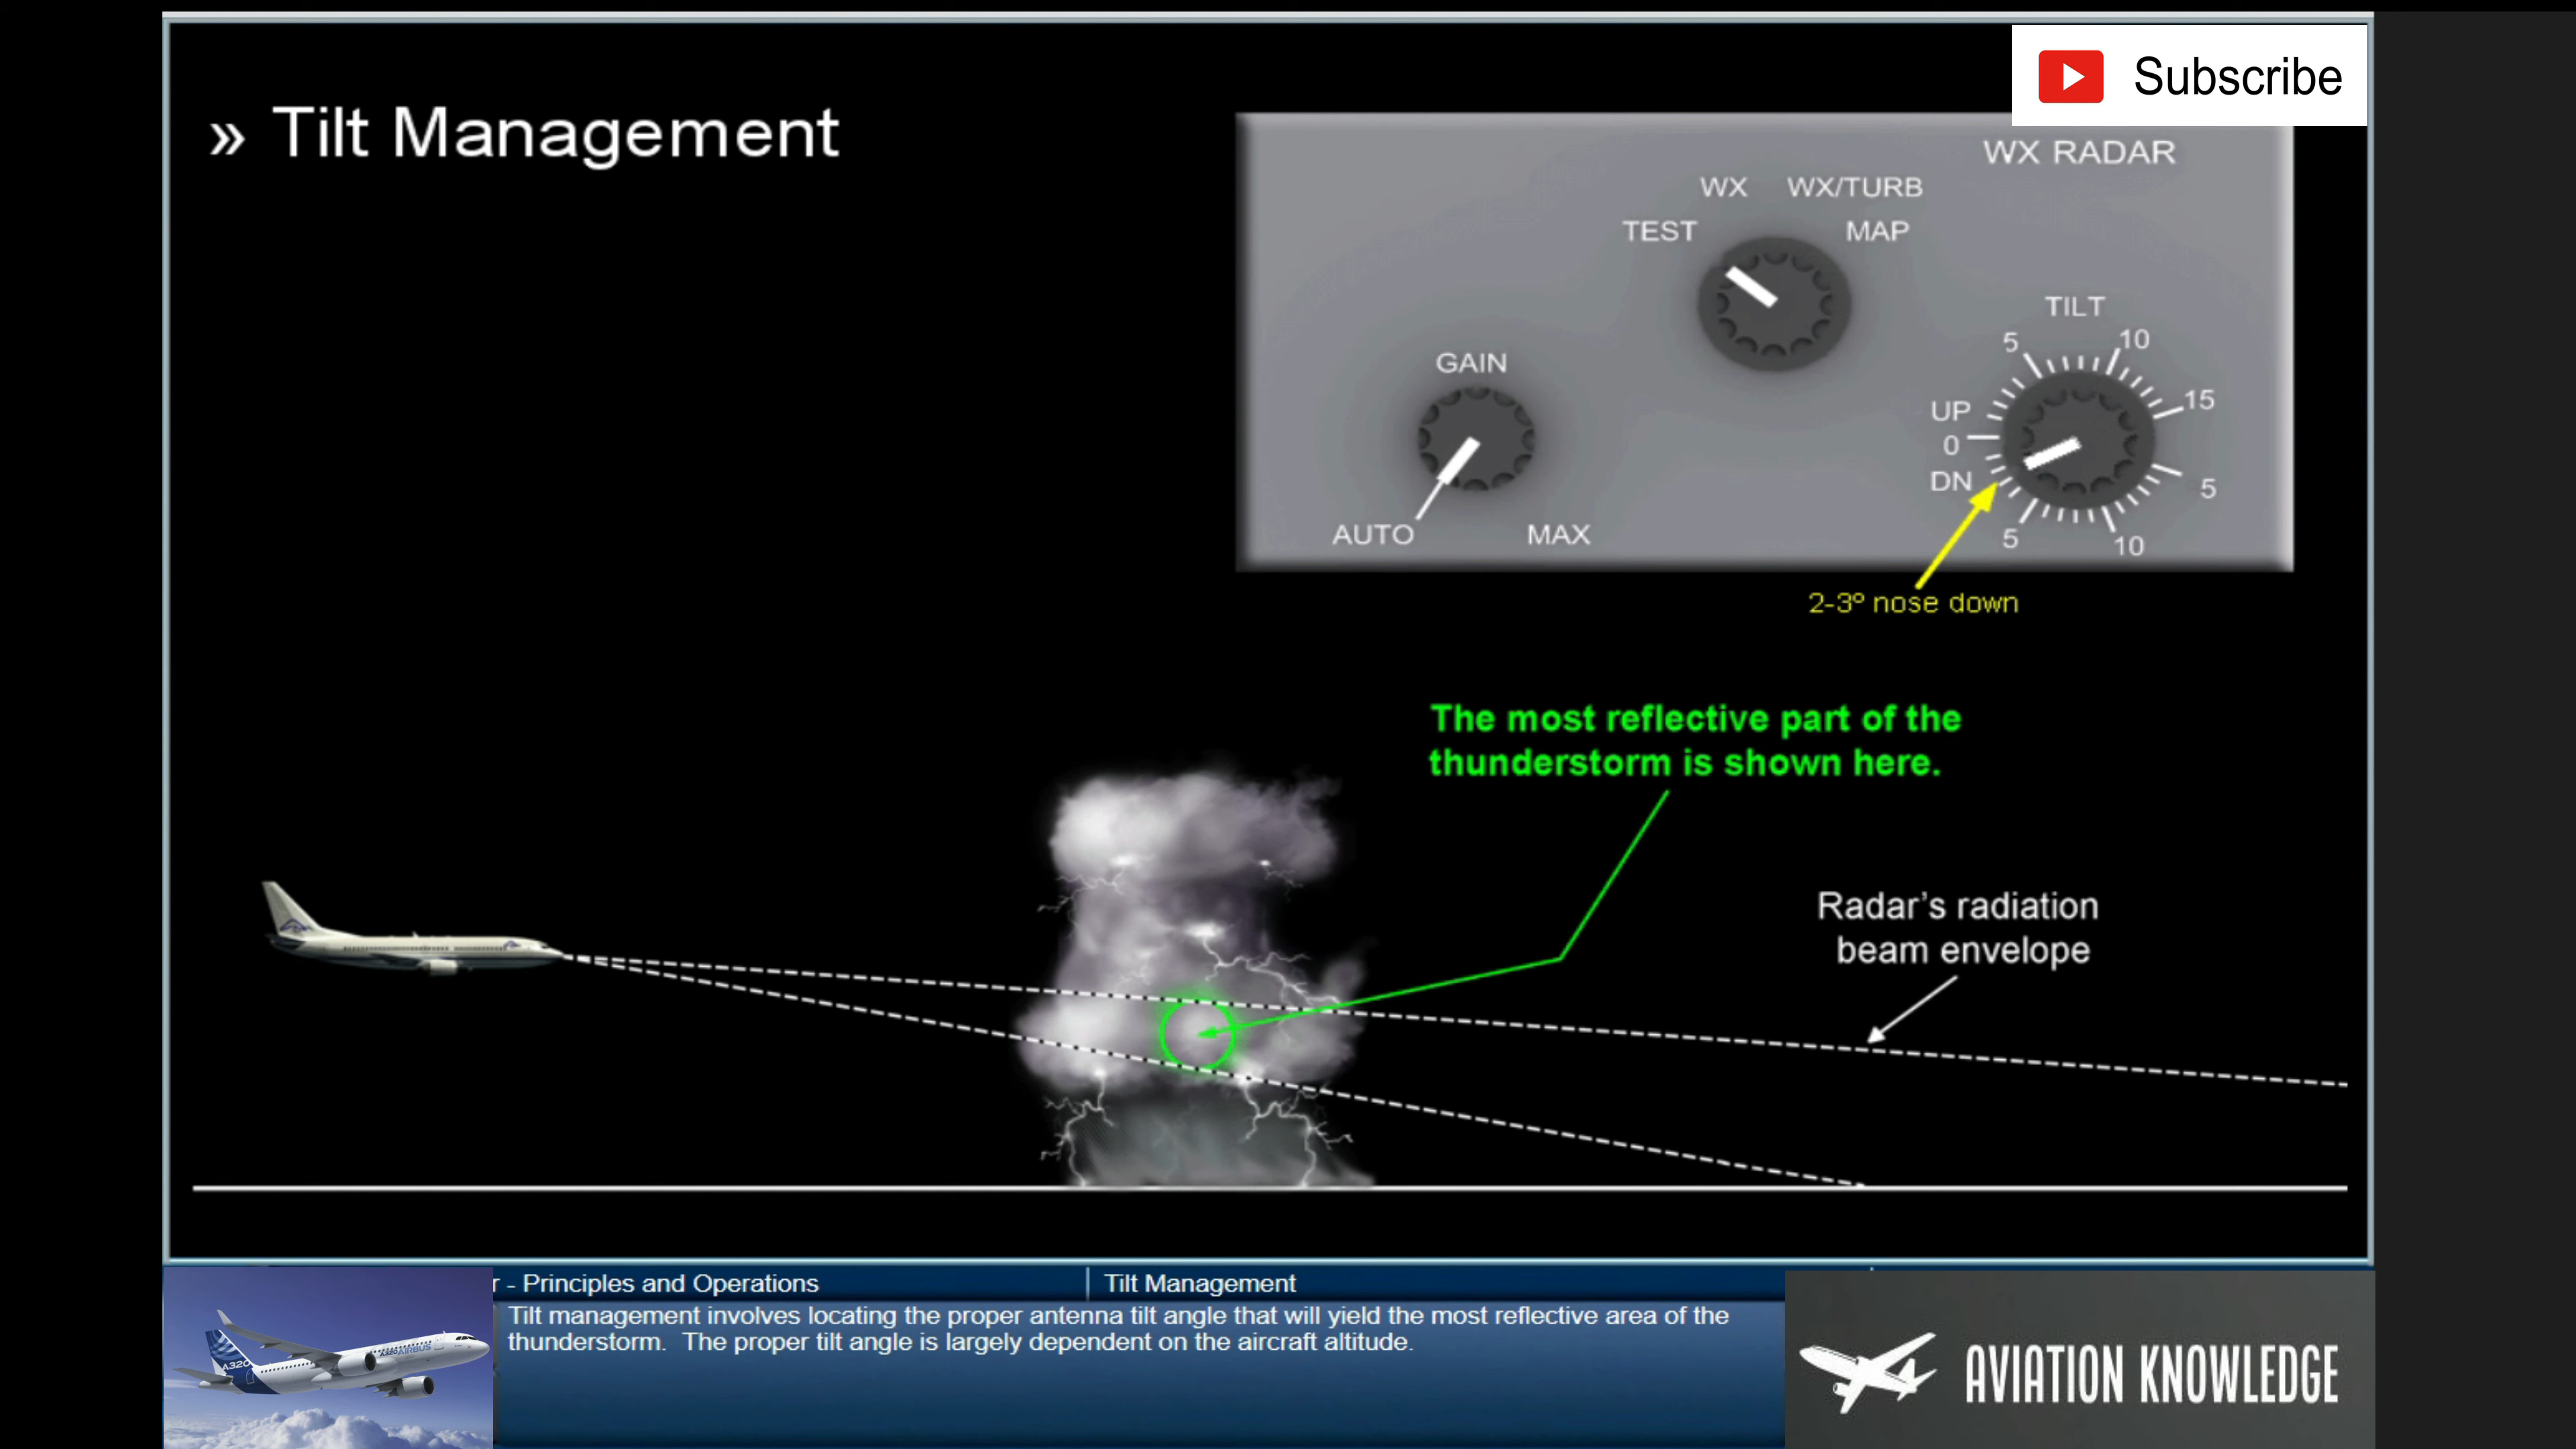 Subscribe
» Tilt Management
WX RADAR
WX WX/TURB
TEST MAP
TILT
5 10
GAIN
15
UP
0
DN
5
AUTO MAX
5 10
2-3º nose down
The most reflective part of the
thunderstorm is shown here.
Radar's radiation
beam envelope
r - Principles and Operations
Tilt Management
Tilt management involves locating the proper antenna tilt angle that will yield the most reflective area of the
thunderstorm. The proper tilt angle is largely dependent on the aircraft altitude.
A320
A320 AIRBUS
AVIATION KNOWLEDGE